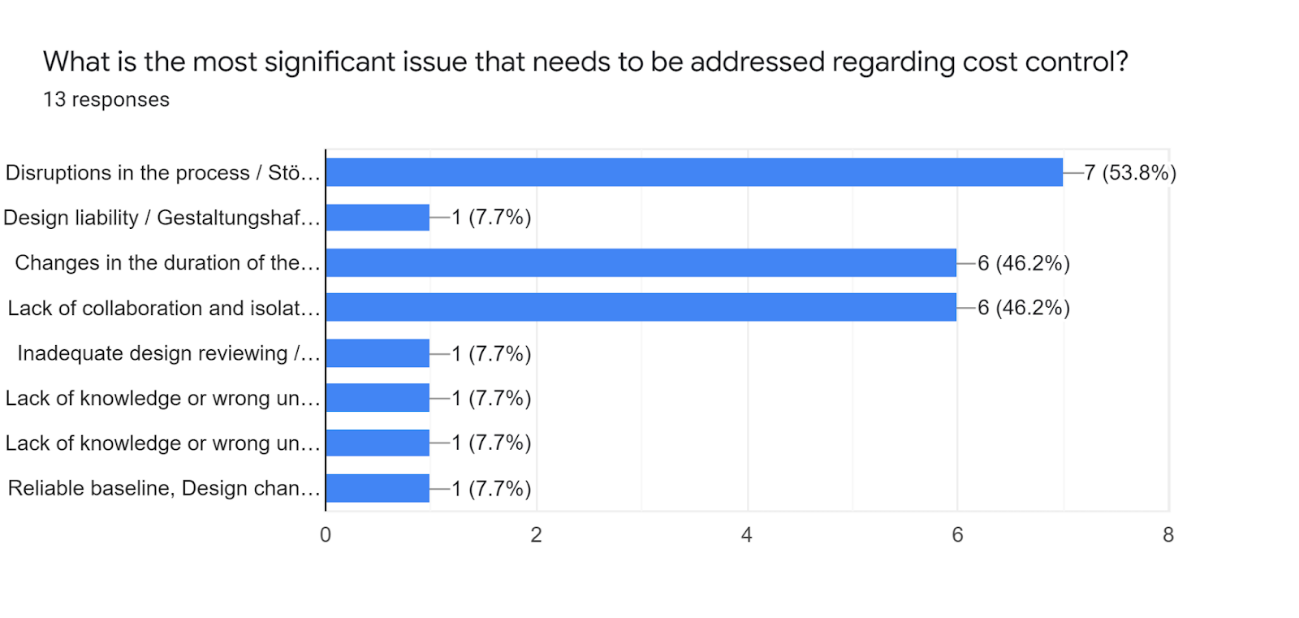 What is the most significant issue that needs to be addressed regarding cost control?
13 responses
Disruptions in the process / Stö… 7 (53.8%)
Design liability / Gestaltungshaf… 1 (7.7%)
Changes in the duration of the… 6 (46.2%)
Lack of collaboration and isolat… 6 (46.2%)
Inadequate design reviewing /… 1 (7.7%)
Lack of knowledge or wrong un… 1 (7.7%)
Lack of knowledge or wrong un… 1 (7.7%)
Reliable baseline, Design chan… 1 (7.7%)
0 2 4 6 8